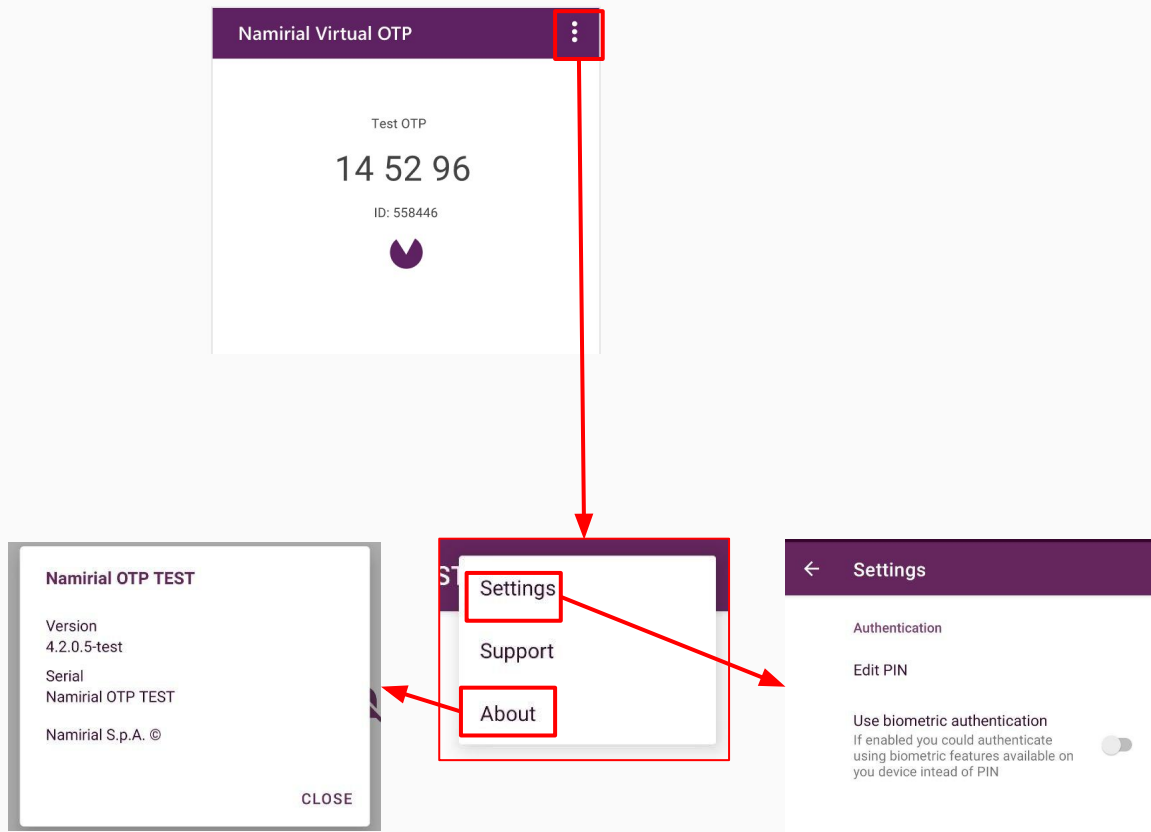 Namirial Virtual OTP
Test OTP
14 52 96
ID: 558446
Namirial OTP TEST
Version
4.2.0.5-test
Serial
Namirial OTP TEST
Namirial S.p.A. ©
CLOSE
ST
Settings
Support
About
Settings
Authentication
Edit PIN
Use biometric authentication
If enabled you could authenticate
using biometric features available on
you device intead of PIN